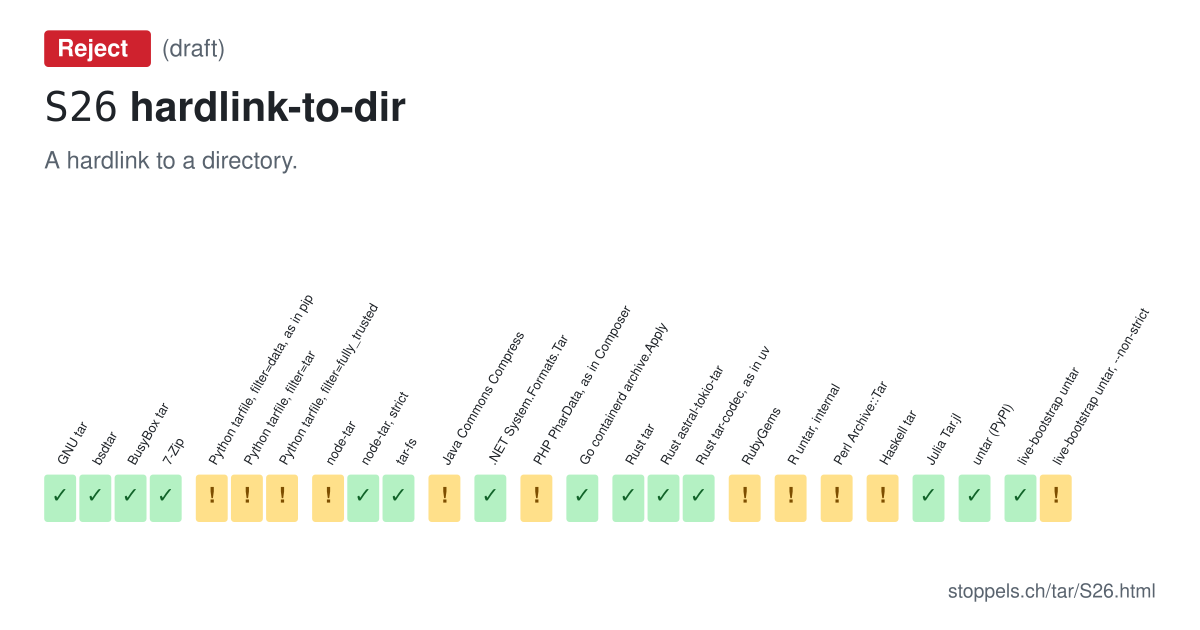 Reject (draft)
S26 hardlink-to-dir
A hardlink to a directory.
GNU tar
bsdtar
BusyBox tar
7-Zip
Python tarfile, filter=data, as in pip
Python tarfile, filter=tar
Python tarfile, filter=fully_trusted
node-tar
node-tar, strict
tar-fs
Java Commons Compress
.NET System.Formats.Tar
PHP PharData, as in Composer
Go containerd archive.Apply
Rust tar
Rust astral-tokio-tar
Rust tar-codec, as in uv
RubyGems
R untar, internal
Perl Archive::Tar
Haskell tar
Julia Tar.jl
untar (PyPI)
live-bootstrap untar
live-bootstrap untar, --non-strict
✓ ✓ ✓ ✓ ! ! ! ! ✓ ✓ ! ✓ ! ✓ ✓ ✓ ✓ ! ! ! ! ✓ ✓ ✓ !
stoppels.ch/tar/S26.html